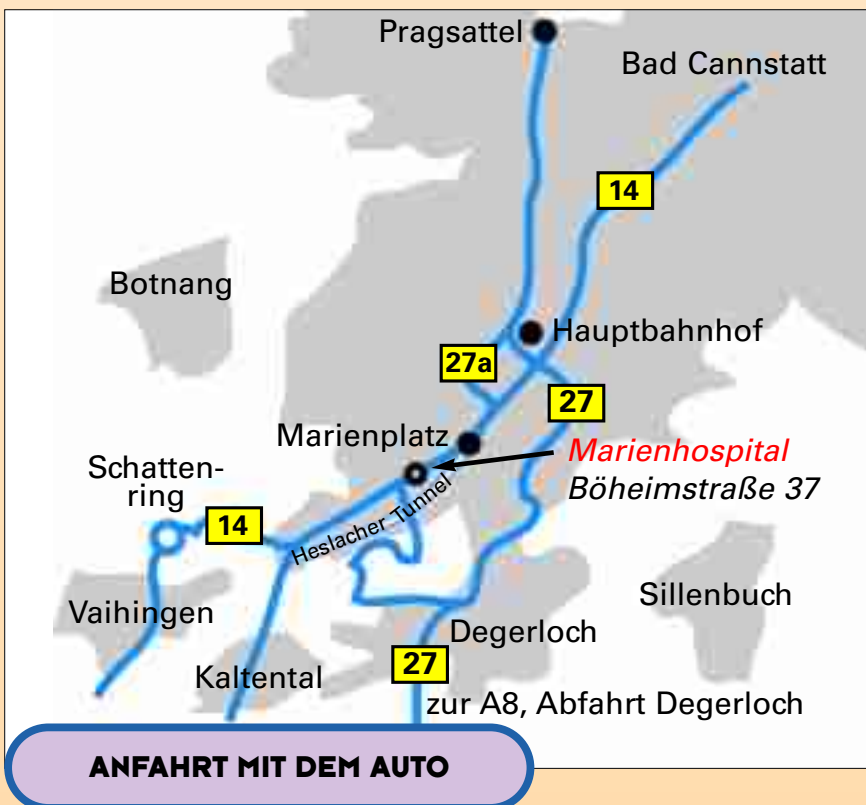 Pragsattel
Bad Cannstatt
14
Botnang
Hauptbahnhof
27a
27
Marienplatz
Marienhospital
Böheimstraße 37
Schatten-
ring
14
Heslacher Tunnel
Vaihingen
Sillenbuch
Degerloch
Kaltental
27
zur A8, Abfahrt Degerloch
ANFAHRT MIT DEM AUTO